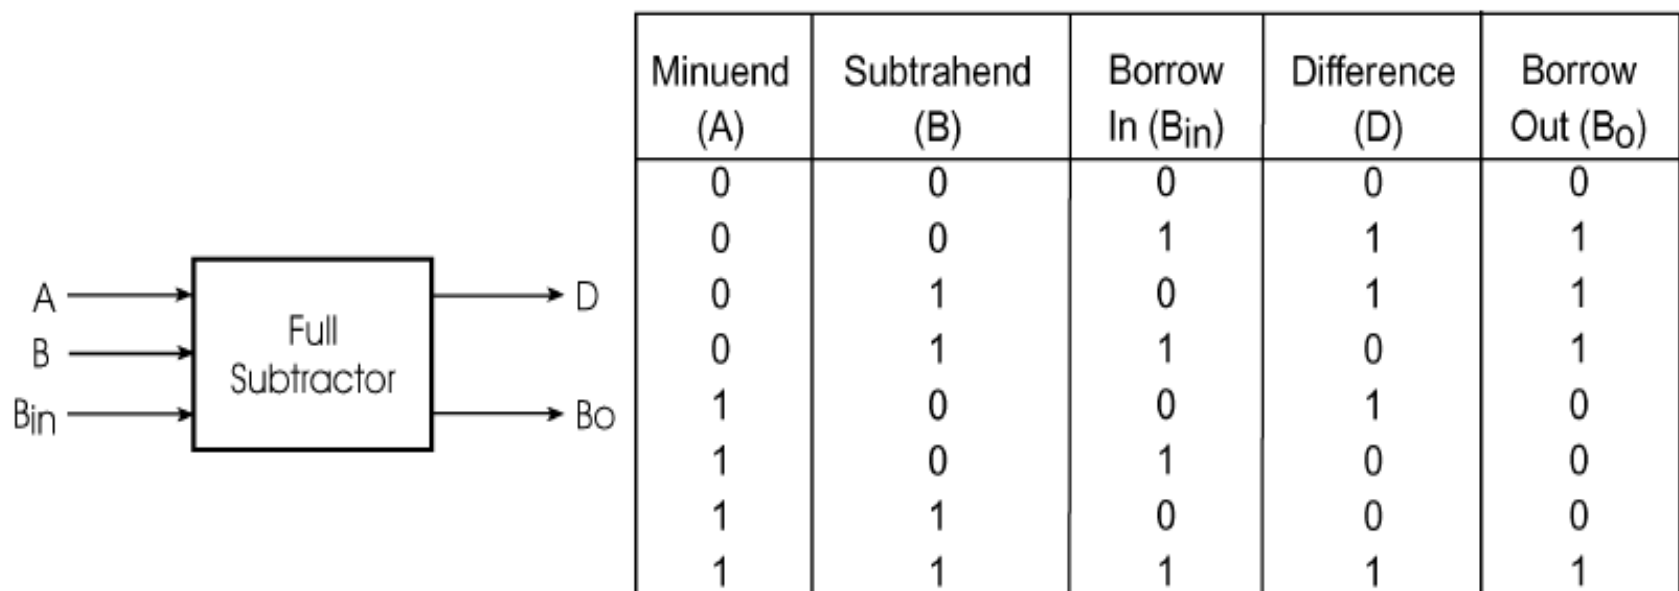 A
B
Bin
Full
Subtractor
D
Bo
Minuend Subtrahend Borrow Difference Borrow
(A) (B) In (Bin) (D) Out (Bo)
0 0 0 0 0
0 0 1 1 1
0 1 0 1 1
0 1 1 0 1
1 0 0 1 0
1 0 1 0 0
1 1 0 0 0
1 1 1 1 1